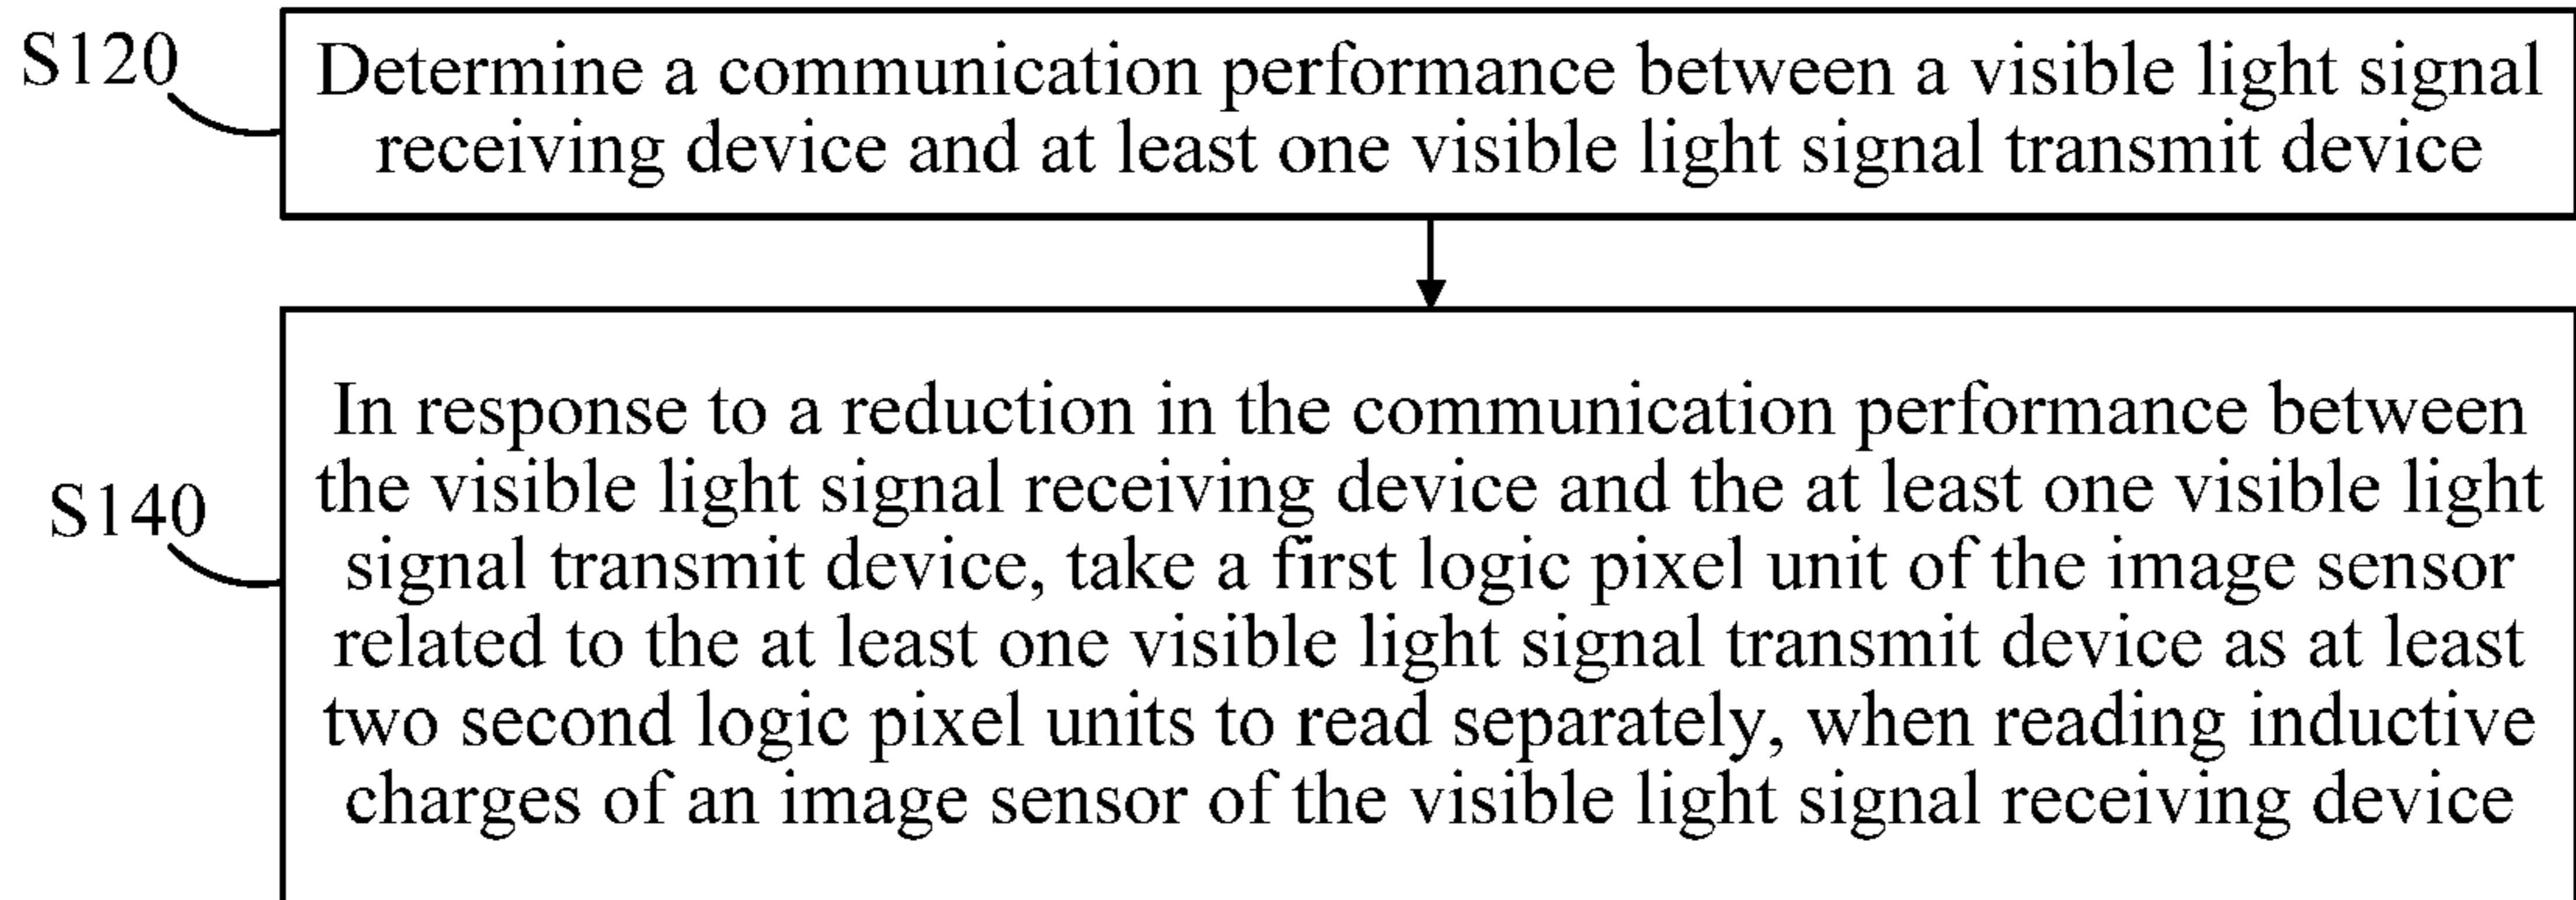 S120
Determine a communication performance between a visible light signal
receiving device and at least one visible light signal transmit device
S140
In response to a reduction in the communication performance between
the visible light signal receiving device and the at least one visible light
signal transmit device, take a first logic pixel unit of the image sensor
related to the at least one visible light signal transmit device as at least
two second logic pixel units to read separately, when reading inductive
charges of an image sensor of the visible light signal receiving device